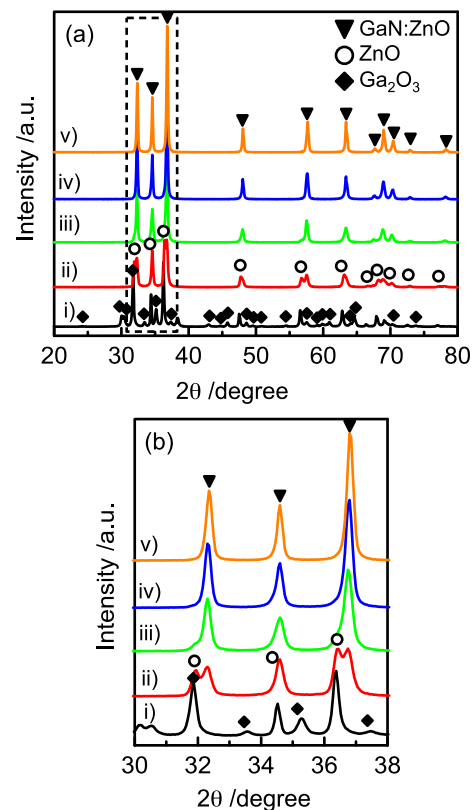 (a)
GaN:ZnO
ZnO
Ga₂O₃
Intensity /a.u.
v)
iv)
iii)
ii)
i)
20 30 40 50 60 70 80
2θ /degree
(b)
Intensity /a.u.
v)
iv)
iii)
ii)
i)
30 32 34 36 38
2θ /degree